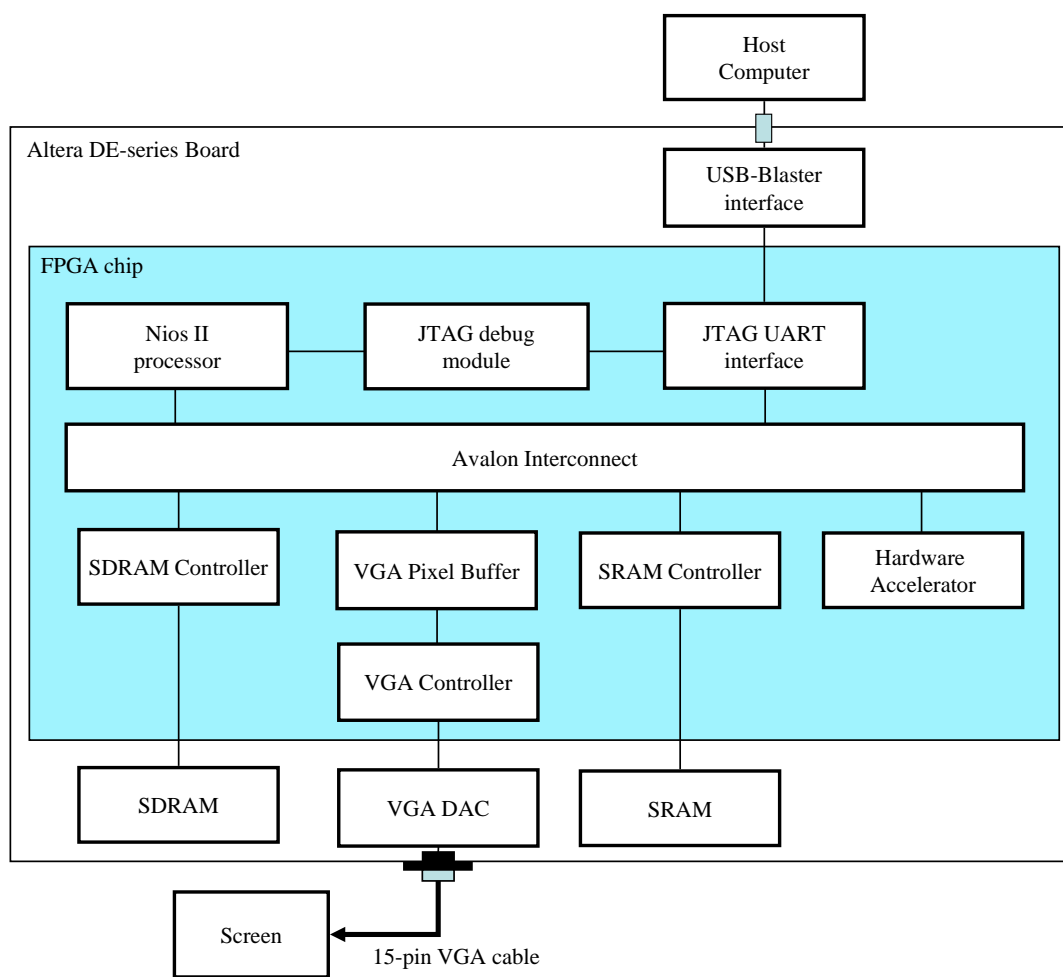 Host
Computer
Altera DE-series Board
USB-Blaster
interface
FPGA chip
Nios II
processor
JTAG debug
module
JTAG UART
interface
Avalon Interconnect
SDRAM Controller
VGA Pixel Buffer
SRAM Controller
Hardware
Accelerator
VGA Controller
SDRAM
VGA DAC
SRAM
Screen
15-pin VGA cable